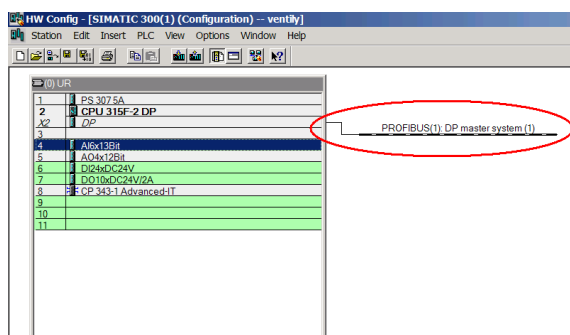 HW Config - [SIMATIC 300(1) (Configuration) -- ventily]
Station Edit Insert PLC View Options Window Help
(0) UR
1 PS 307 5A
2 CPU 315F-2 DP
X2 DP
3
4 AI6x13Bit
5 AO4x12Bit
6 DI24xDC24V
7 DO10xDC24V/2A
8 CP 343-1 Advanced-IT
9
10
11
PROFIBUS(1): DP master system (1)